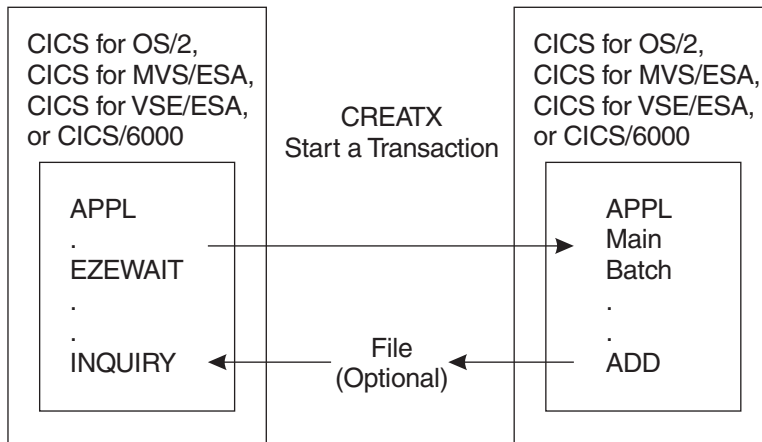 CICS for OS/2,
CICS for MVS/ESA,
CICS for VSE/ESA,
or CICS/6000
APPL
.
EZEWAIT
.
.
INQUIRY
CREATX
Start a Transaction
File
(Optional)
CICS for OS/2,
CICS for MVS/ESA,
CICS for VSE/ESA,
or CICS/6000
APPL
Main
Batch
.
.
ADD